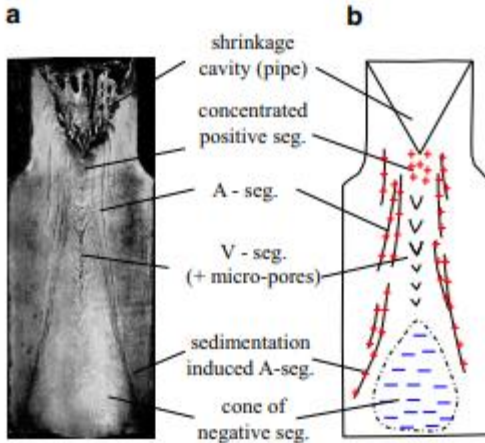 a
b
shrinkage
cavity (pipe)
concentrated
positive seg.
A - seg.
V - seg.
(+ micro-pores)
sedimentation
induced A-seg.
cone of
negative seg.